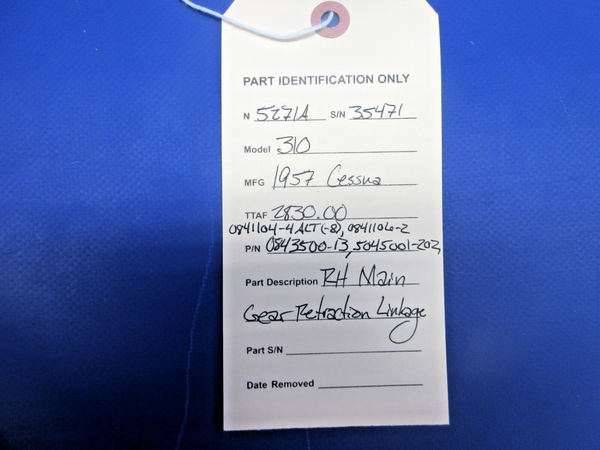 PART IDENTIFICATION ONLY
N 5271A S/N 35471
Model 310
MFG 1957 Cessna
TTAF 2830.00
0841104-4 ALT (-8), 0841106-2
P/N 0843500-13, 5045001-202
Part Description RH Main
Gear Retraction Linkage
Part S/N
Date Removed